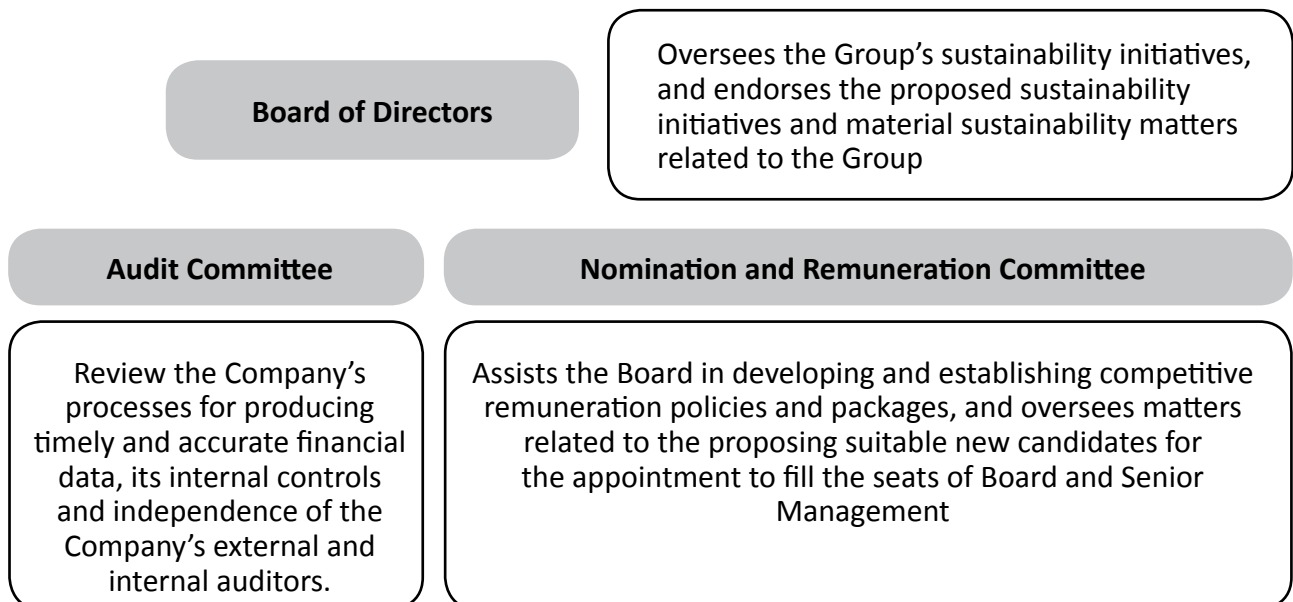 Board of Directors
Oversees the Group’s sustainability initiatives,
and endorses the proposed sustainability
initiatives and material sustainability matters
related to the Group
Audit Committee
Nomination and Remuneration Committee
Review the Company’s
processes for producing
timely and accurate financial
data, its internal controls
and independence of the
Company’s external and
internal auditors.
Assists the Board in developing and establishing competitive
remuneration policies and packages, and oversees matters
related to the proposing suitable new candidates for
the appointment to fill the seats of Board and Senior
Management